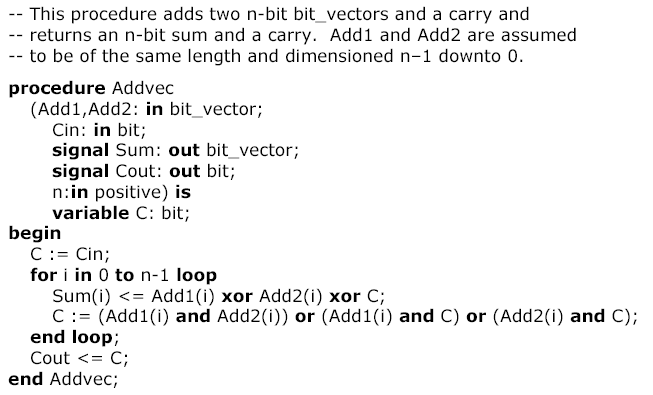 -- This procedure adds two n-bit bit_vectors and a carry and
-- returns an n-bit sum and a carry.  Add1 and Add2 are assumed
-- to be of the same length and dimensioned n–1 downto 0.
procedure Addvec
(Add1,Add2: in bit_vector;
Cin: in bit;
signal Sum: out bit_vector;
signal Cout: out bit;
n:in positive) is
variable C: bit;
begin
C := Cin;
for i in 0 to n-1 loop
Sum(i) <= Add1(i) xor Add2(i) xor C;
C := (Add1(i) and Add2(i)) or (Add1(i) and C) or (Add2(i) and C);
end loop;
Cout <= C;
end Addvec;